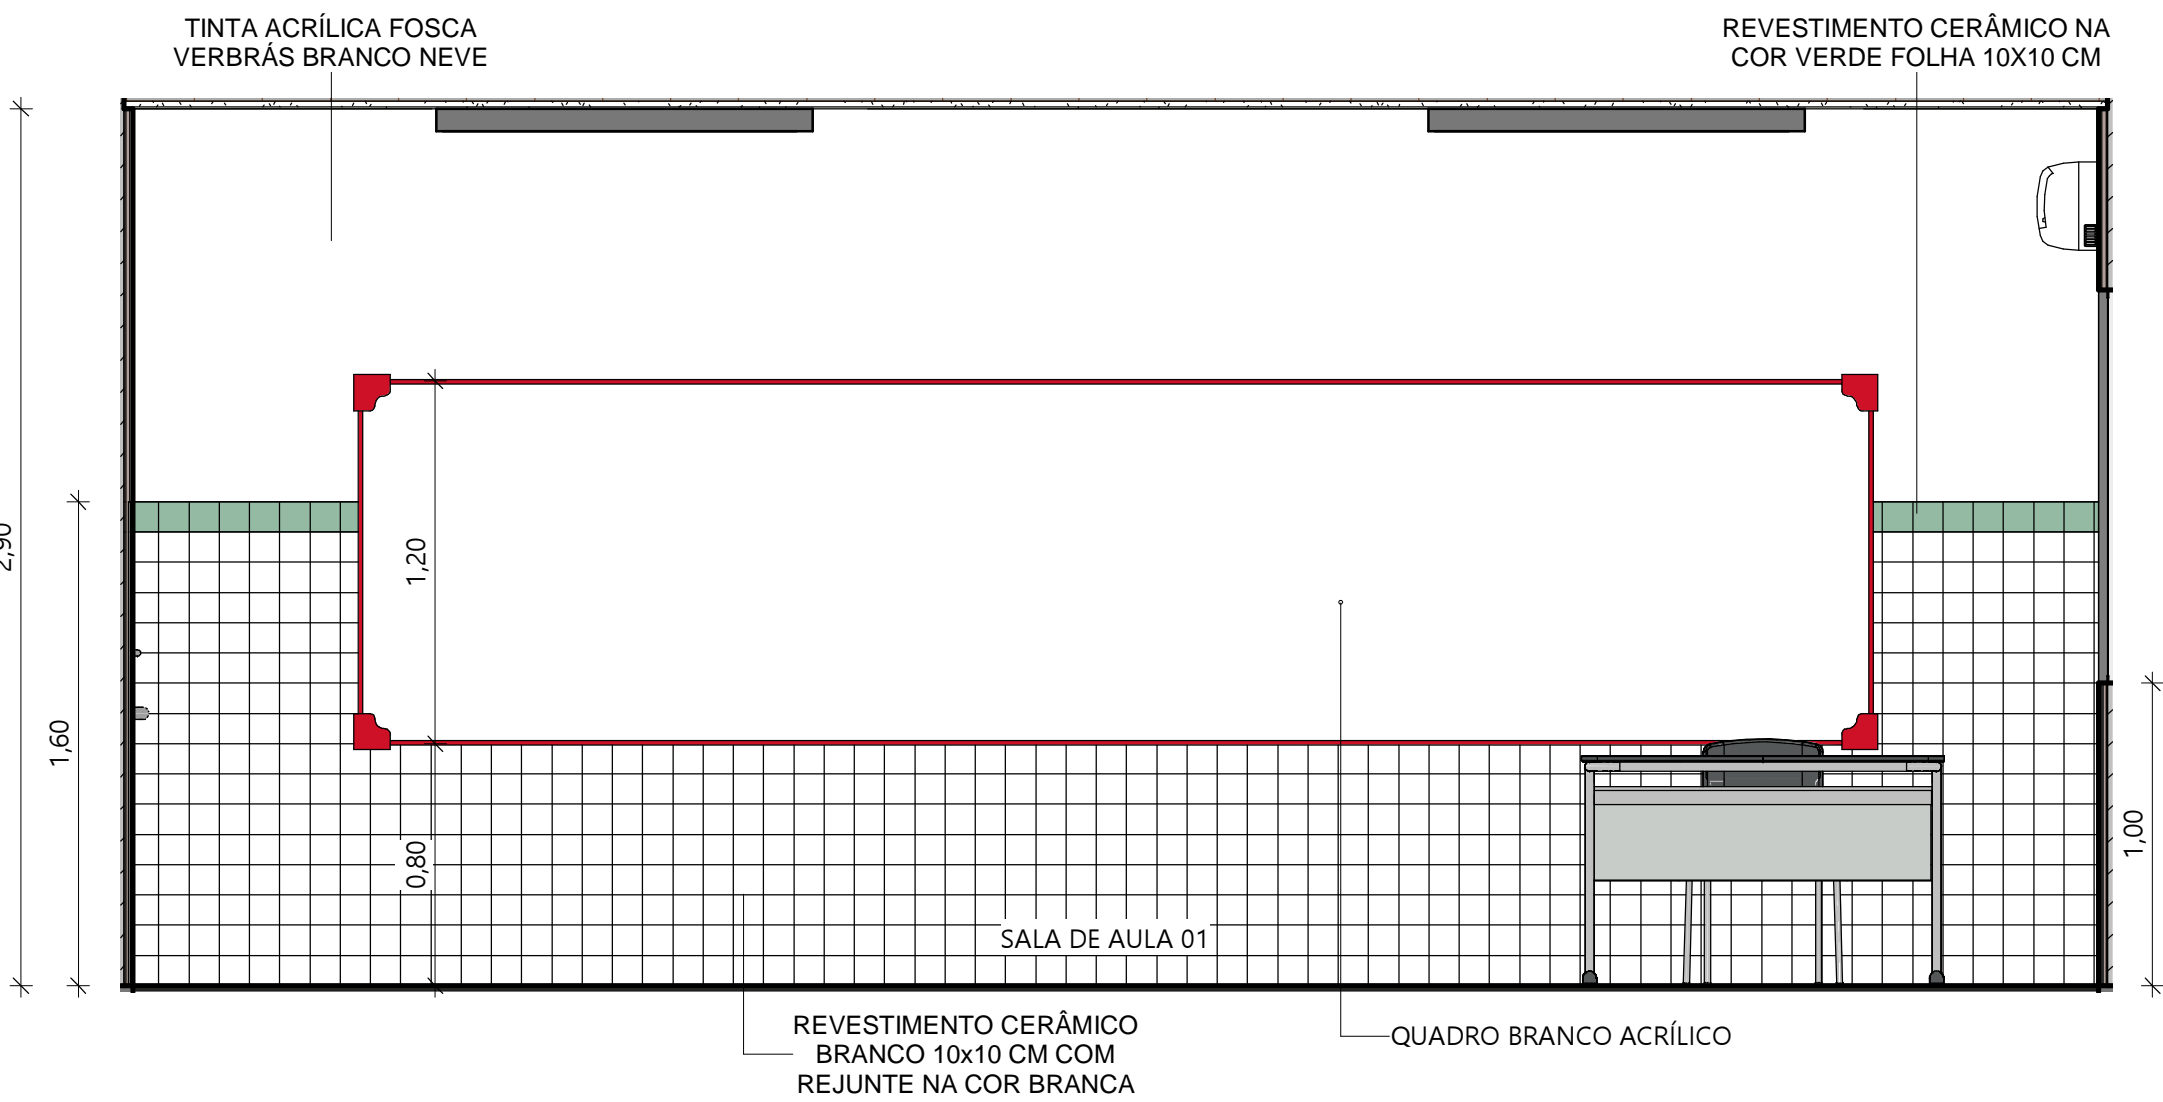 TINTA ACRÍLICA FOSCA
VERBRÁS BRANCO NEVE
REVESTIMENTO CERÂMICO NA
COR VERDE FOLHA 10X10 CM
2,90
1,20
1,60
0,80
1,00
SALA DE AULA 01
REVESTIMENTO CERÂMICO
BRANCO 10x10 CM COM
REJUNTE NA COR BRANCA
QUADRO BRANCO ACRÍLICO